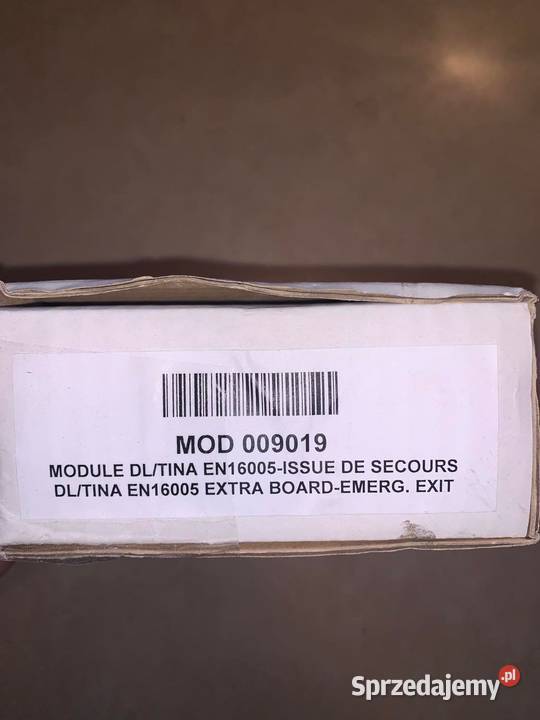 MOD 009019
MODULE DL/TINA EN16005-ISSUE DE SECOURS
DL/TINA EN16005 EXTRA BOARD-EMERG. EXIT
Sprzedajemy.pl